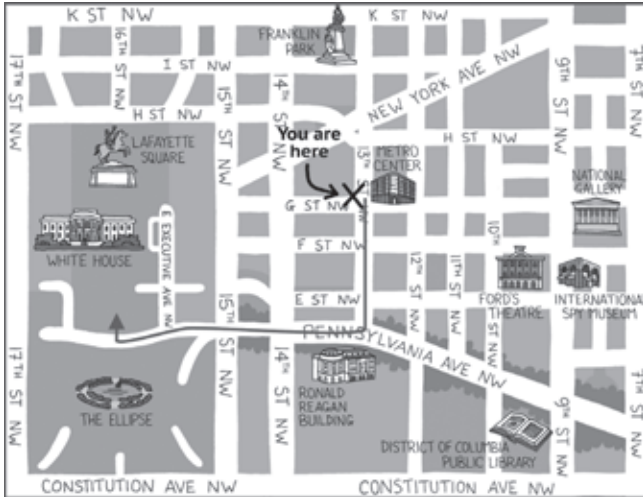 K ST NW
K ST NW
FRANKLIN
PARK
16TH ST NW
17TH ST NW
I ST NW
14TH ST NW
15TH ST NW
9TH ST NW
7TH ST NW
NEW YORK AVE NW
H ST NW
H ST NW
You are
here
LAFAYETTE
SQUARE
13TH ST NW
METRO
CENTER
NATIONAL
GALLERY
G ST NW
WHITE HOUSE
E EXECUTIVE AVE NW
F ST NW
10TH ST NW
12TH ST NW
11TH ST NW
FORD'S
THEATRE
INTERNATIONAL
SPY MUSEUM
E ST NW
15TH ST NW
PENNSYLVANIA AVE NW
17TH ST NW
14TH ST NW
RONALD
REAGAN
BUILDING
THE ELLIPSE
9TH ST NW
7TH ST NW
DISTRICT OF COLUMBIA
PUBLIC LIBRARY
CONSTITUTION AVE NW
CONSTITUTION AVE NW